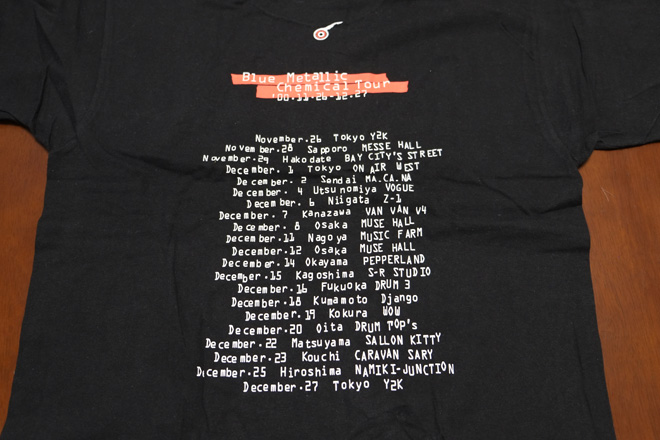 Blue Metallic
Chemical Tour
'00.11.26-12.27
November.26 Tokyo Y2K
November.28 Sapporo MESSE HALL
November.29 Hakodate BAY CITY'S STREET
December. 1 Tokyo ON AIR WEST
December. 2 Sendai MA.CA.NA
December. 4 Utsunomiya VOGUE
December. 6 Niigata Z-1
December. 7 Kanazawa VAN VAN V4
December. 8 Osaka MUSE HALL
December.11 Nagoya MUSIC FARM
December.12 Osaka MUSE HALL
December.14 Okayama PEPPERLAND
December.15 Kagoshima S-R STUDIO
December.16 Fukuoka DRUM 3
December.18 Kumamoto Django
December.19 Kokura WOW
December.20 Oita DRUM TOP's
December.22 Matsuyama SALLON KITTY
December.23 Kouchi CARAVAN SARY
December.25 Hiroshima NAMIKI-JUNCTION
December.27 Tokyo Y2K